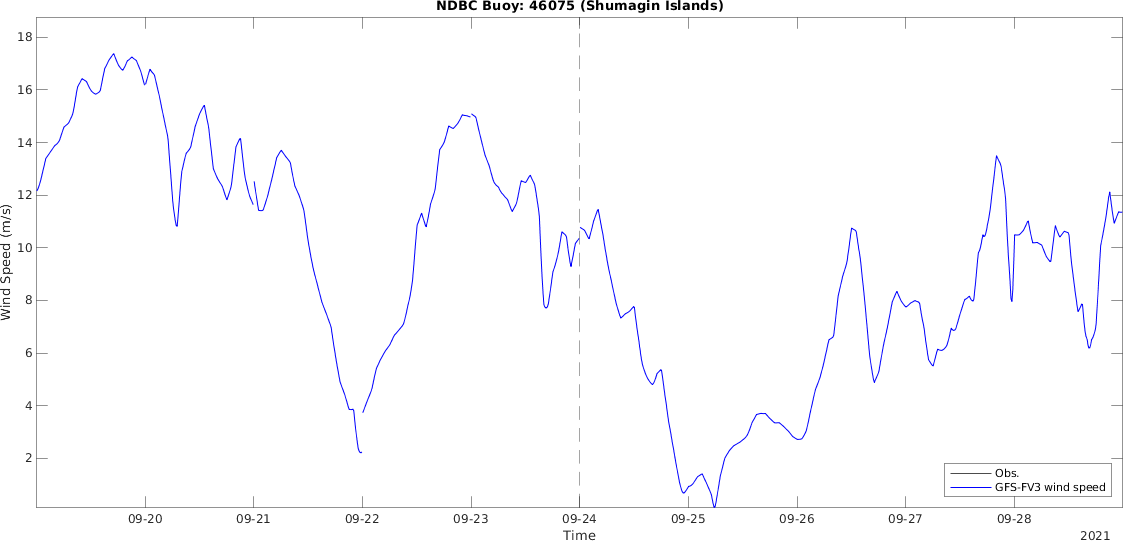 NDBC Buoy: 46075 (Shumagin Islands)
18
16
14
12
10
8
6
4
2
Wind Speed (m/s)
Obs.
GFS-FV3 wind speed
09-20 09-21 09-22 09-23 09-24 09-25 09-26 09-27 09-28
Time
2021